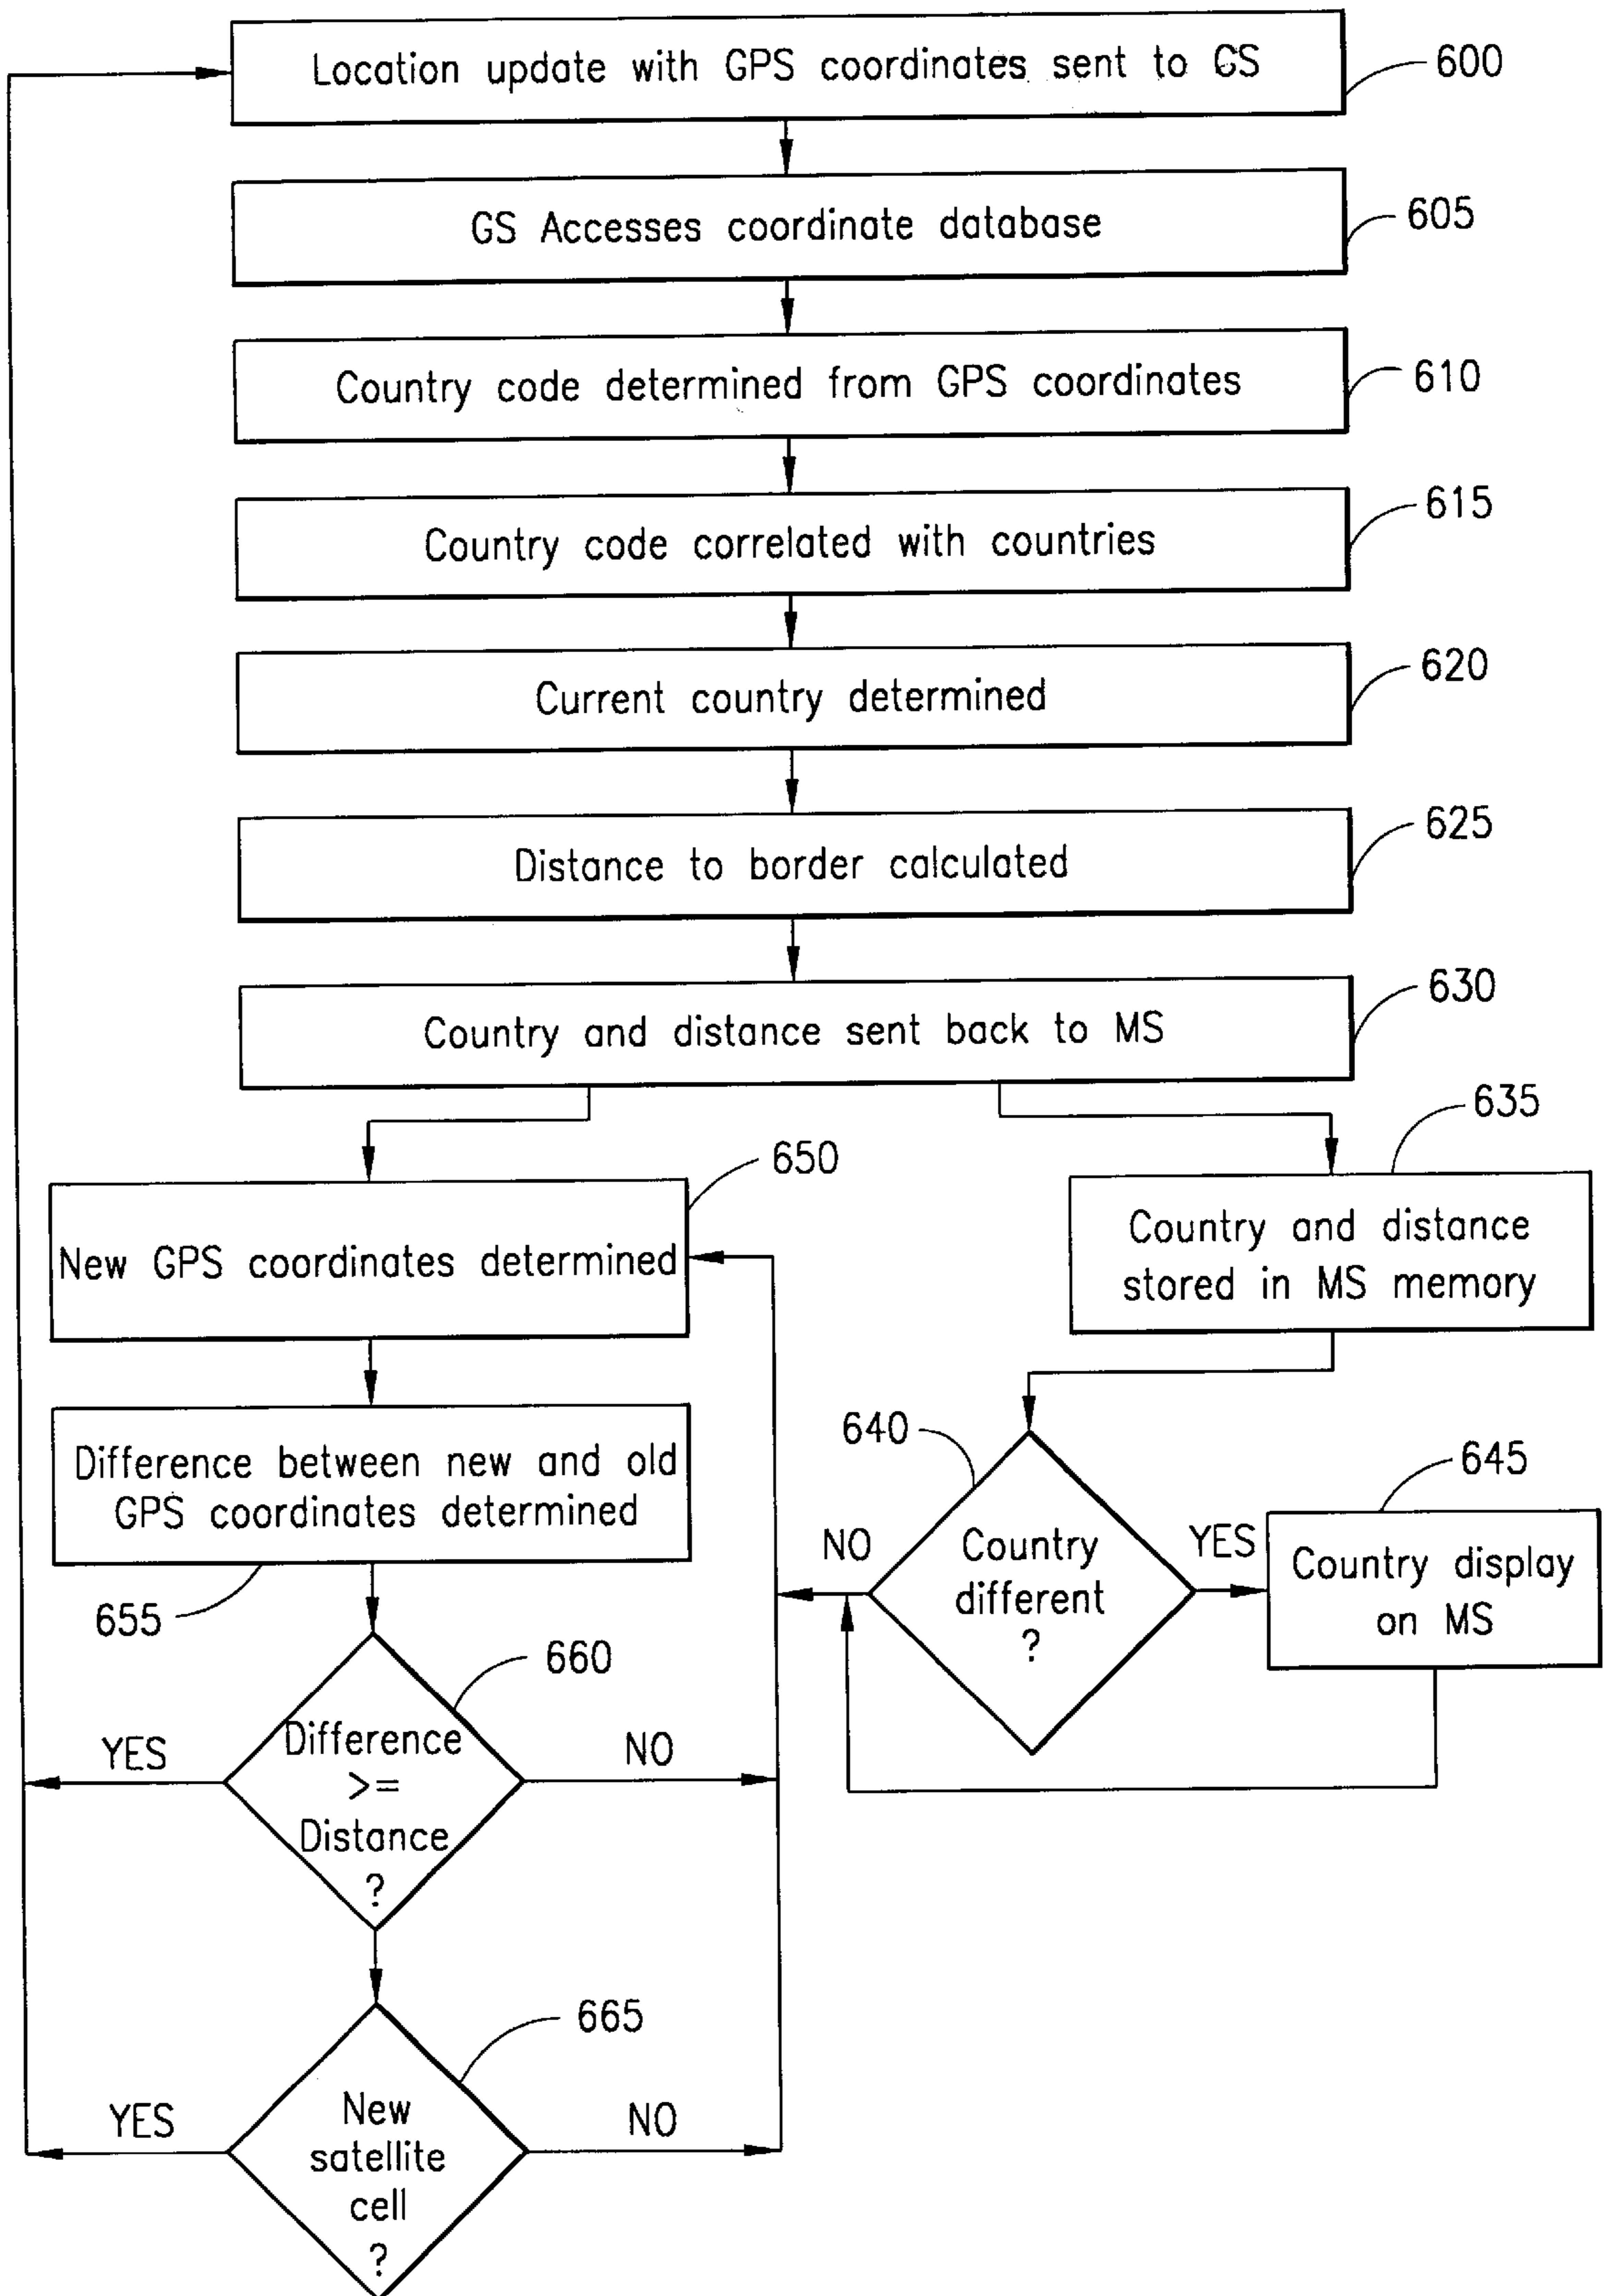 Location update with GPS coordinates sent to GS
600
GS Accesses coordinate database
605
Country code determined from GPS coordinates
610
Country code correlated with countries
615
Current country determined
620
Distance to border calculated
625
Country and distance sent back to MS
630
635
650
New GPS coordinates determined
Country and distance
stored in MS memory
640
645
Difference between new and old
GPS coordinates determined
655
NO
Country
different
?
YES
Country display
on MS
660
YES
Difference
>=
Distance
?
NO
665
YES
New
satellite
cell
?
NO